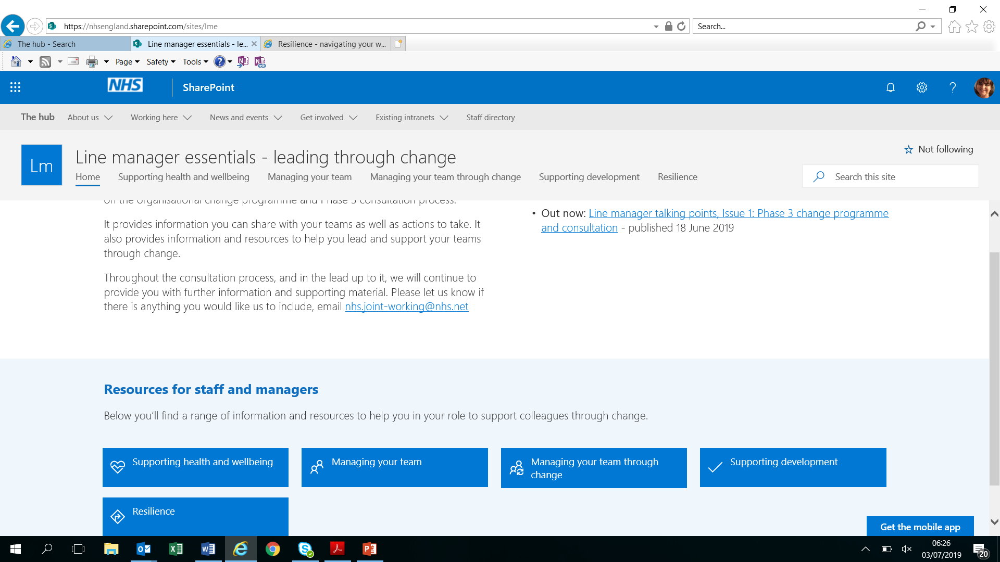 https://nhsengland.sharepoint.com/sites/lme
Search...
The hub - Search
Line manager essentials - le...
Resilience - navigating your w...
Page
Safety
Tools
NHS
SharePoint
The hub
About us
Working here
News and events
Get involved
Existing intranets
Staff directory
Lm
Line manager essentials - leading through change
Not following
Home
Supporting health and wellbeing
Managing your team
Managing your team through change
Supporting development
Resilience
Search this site
on the organisational change programme and Phase 3 consultation process.
It provides information you can share with your teams as well as actions to take. It
also provides information and resources to help you lead and support your teams
through change.
Throughout the consultation process, and in the lead up to it, we will continue to
provide you with further information and supporting material. Please let us know if
there is anything you would like us to include, email nhs.joint-working@nhs.net
• Out now: Line manager talking points, Issue 1: Phase 3 change programme
and consultation - published 18 June 2019
Resources for staff and managers
Below you'll find a range of information and resources to help you in your role to support colleagues through change.
Supporting health and wellbeing
Managing your team
Managing your team through
change
Supporting development
Resilience
Get the mobile app
06:26
03/07/2019
20